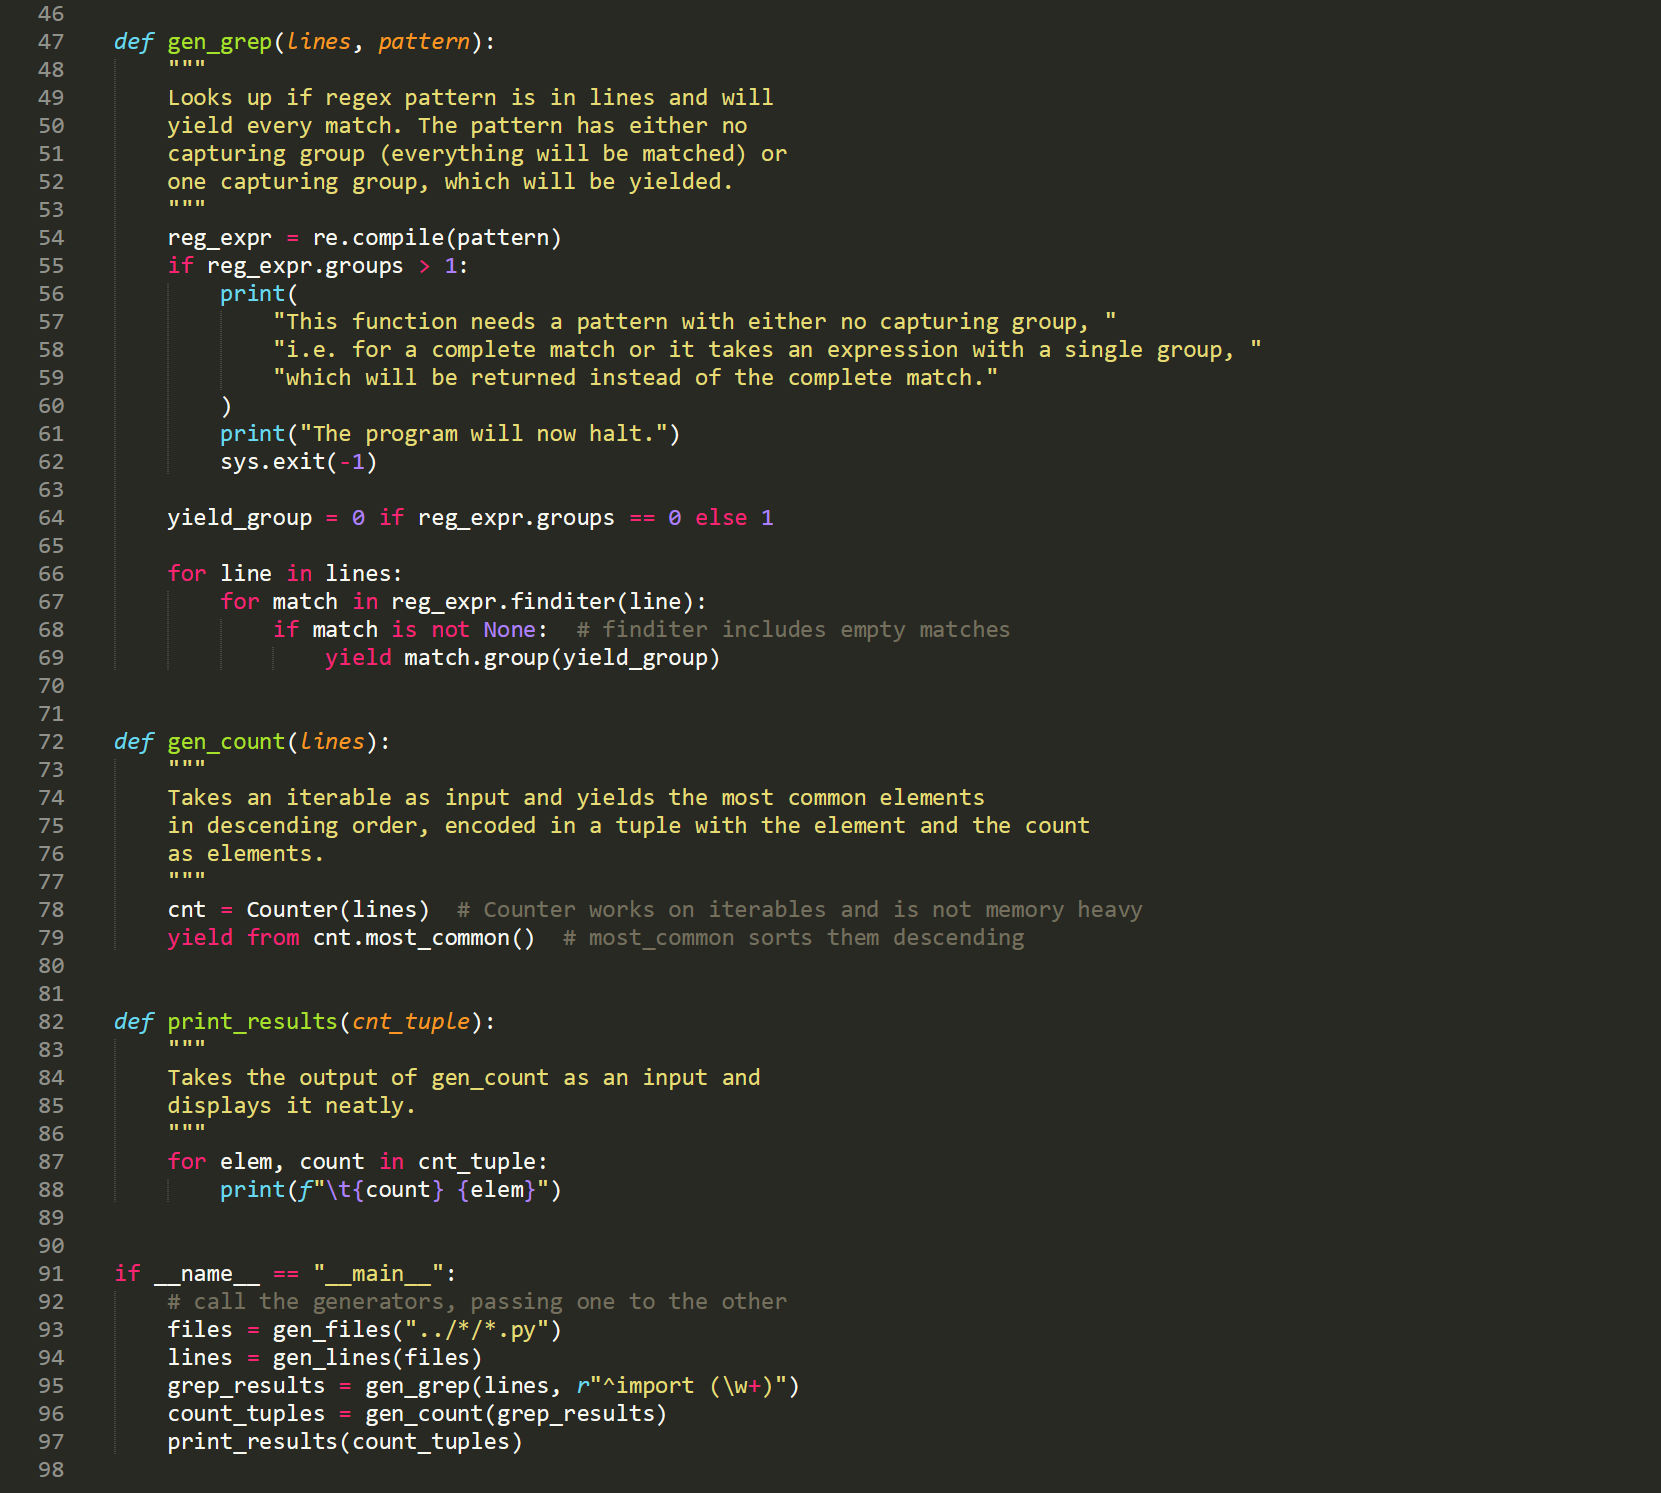 46
47 def gen_grep(lines, pattern):
48 """
49 Looks up if regex pattern is in lines and will
50 yield every match. The pattern has either no
51 capturing group (everything will be matched) or
52 one capturing group, which will be yielded.
53 """
54 reg_expr = re.compile(pattern)
55 if reg_expr.groups > 1:
56 print(
57 "This function needs a pattern with either no capturing group, "
58 "i.e. for a complete match or it takes an expression with a single group, "
59 "which will be returned instead of the complete match."
60 )
61 print("The program will now halt.")
62 sys.exit(-1)
63
64 yield_group = 0 if reg_expr.groups == 0 else 1
65
66 for line in lines:
67 for match in reg_expr.finditer(line):
68 if match is not None:  # finditer includes empty matches
69 yield match.group(yield_group)
70
71
72 def gen_count(lines):
73 """
74 Takes an iterable as input and yields the most common elements
75 in descending order, encoded in a tuple with the element and the count
76 as elements.
77 """
78 cnt = Counter(lines)  # Counter works on iterables and is not memory heavy
79 yield from cnt.most_common()  # most_common sorts them descending
80
81
82 def print_results(cnt_tuple):
83 """
84 Takes the output of gen_count as an input and
85 displays it neatly.
86 """
87 for elem, count in cnt_tuple:
88 print(f"\t{count} {elem}")
89
90
91 if __name__ == "__main__":
92 # call the generators, passing one to the other
93 files = gen_files("../*/*.py")
94 lines = gen_lines(files)
95 grep_results = gen_grep(lines, r"^import (\w+)")
96 count_tuples = gen_count(grep_results)
97 print_results(count_tuples)
98